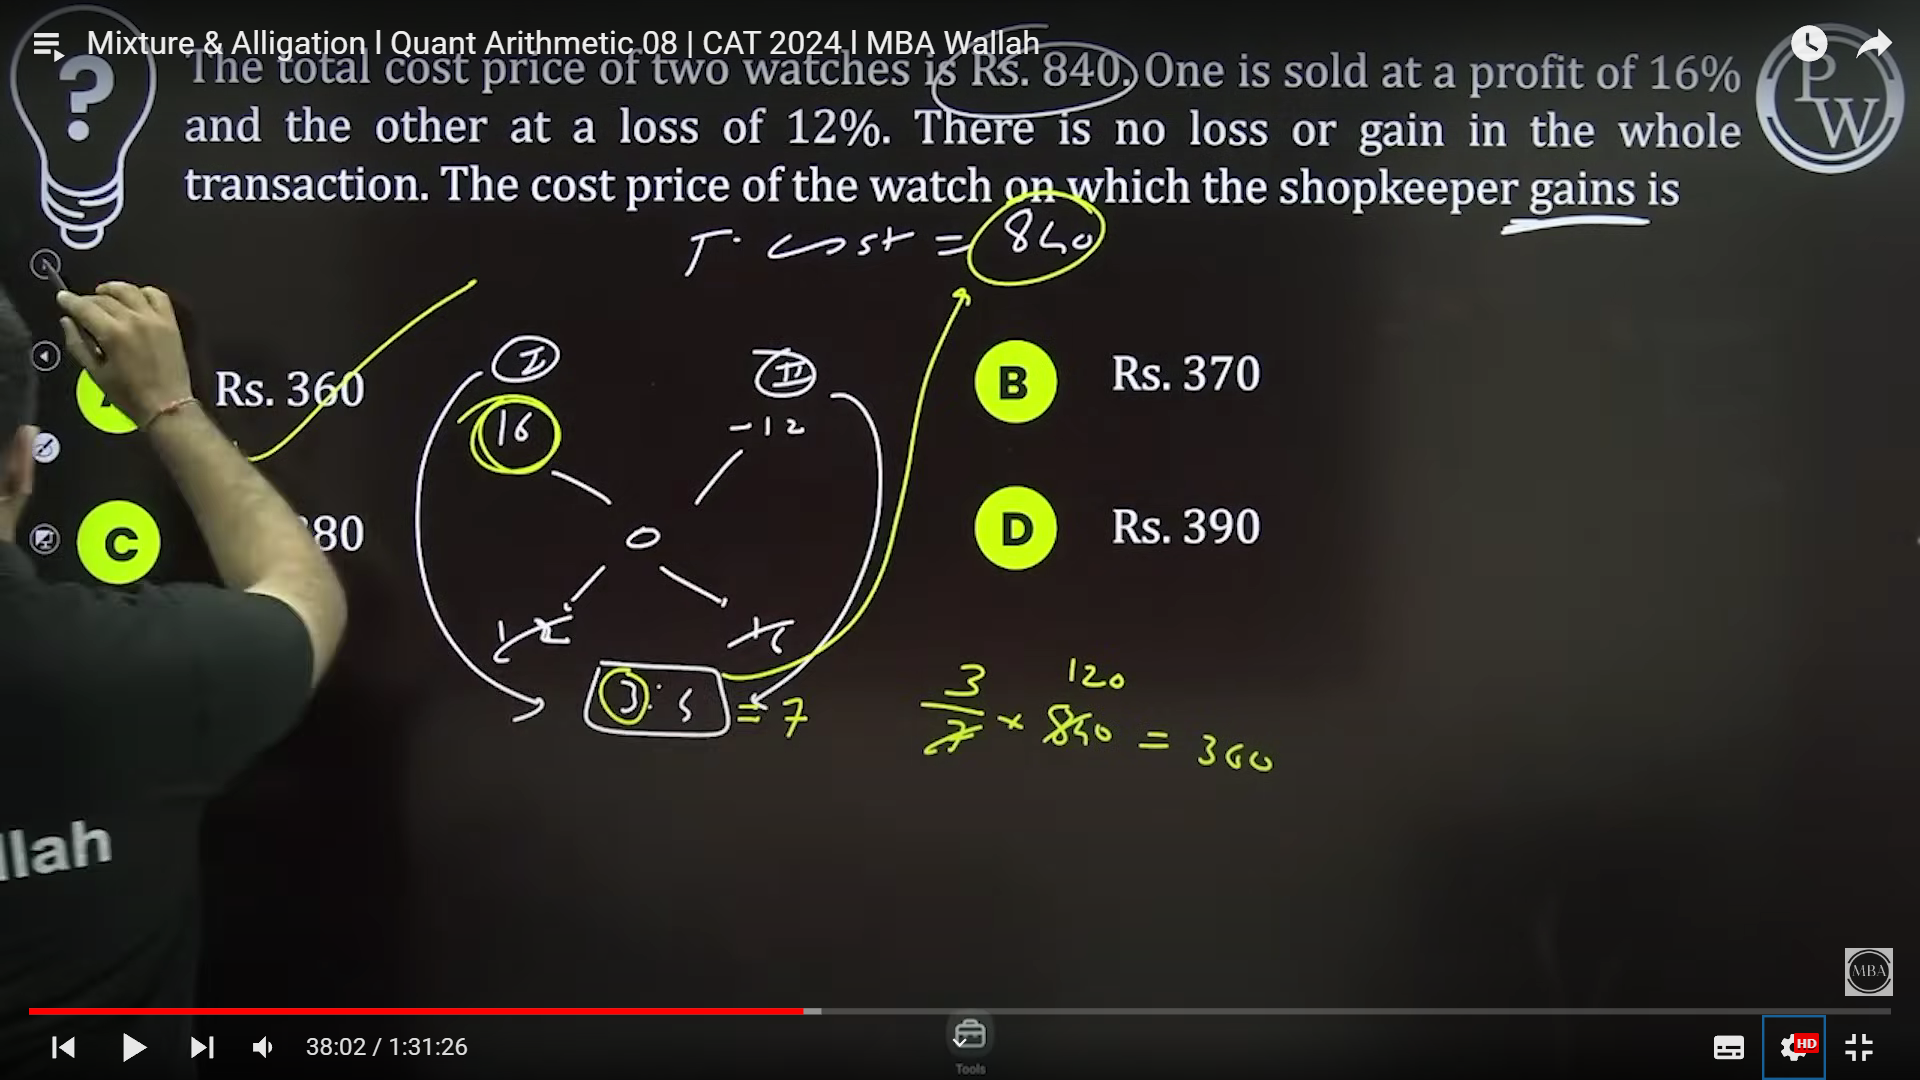 Mixture & Alligation l Quant Arithmetic 08 | CAT 2024 l MBA Wallah
The total cost price of two watches is Rs. 840. One is sold at a profit of 16%
and the other at a loss of 12%. There is no loss or gain in the whole
transaction. The cost price of the watch on which the shopkeeper gains is
PW
T. cost = 840
I II
16 -12
0
12 16
3 : 4 = 7
3/7 × 840 = 360
120
Rs. 360
B Rs. 370
C 80
D Rs. 390
llah
MBA
38:02 / 1:31:26
HD
Tools